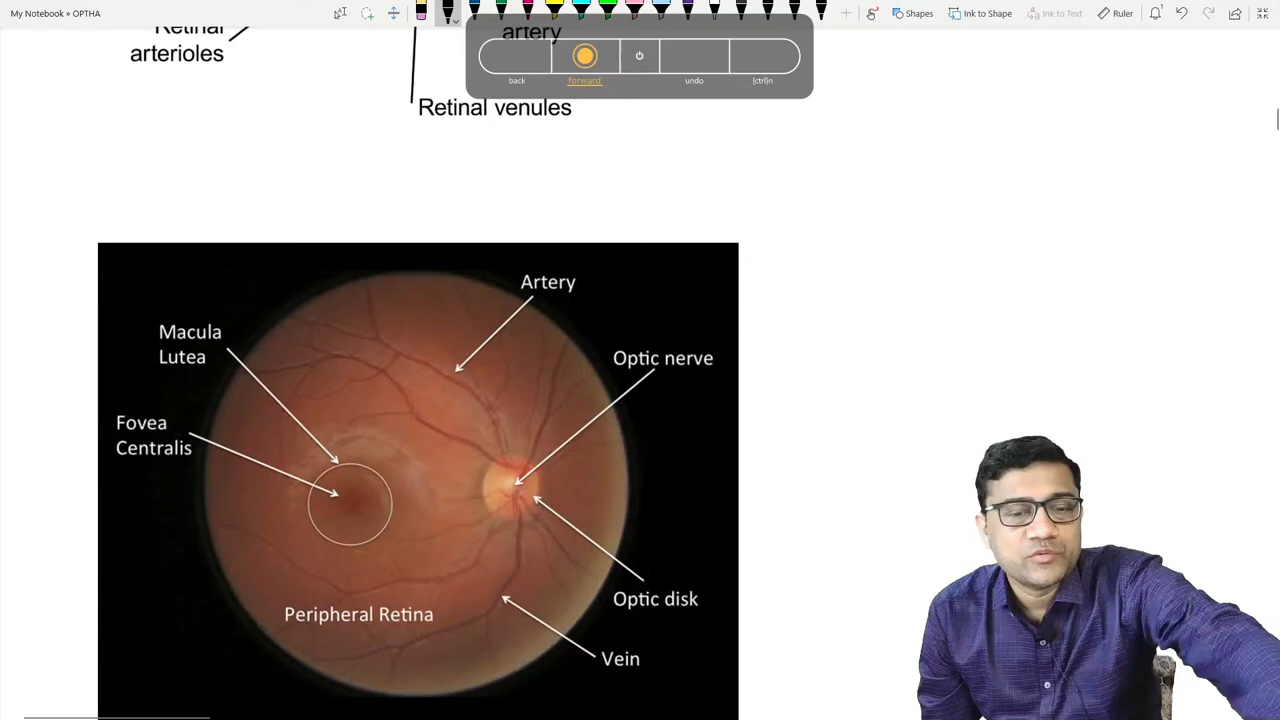 My Notebook » OPTHA
Shapes
Ink to Shape
Ink to Text
Ruler
back
forward
undo
{ctrl}n
Retinal
arterioles
artery
Retinal venules
Artery
Macula
Lutea
Optic nerve
Fovea
Centralis
Optic disk
Peripheral Retina
Vein